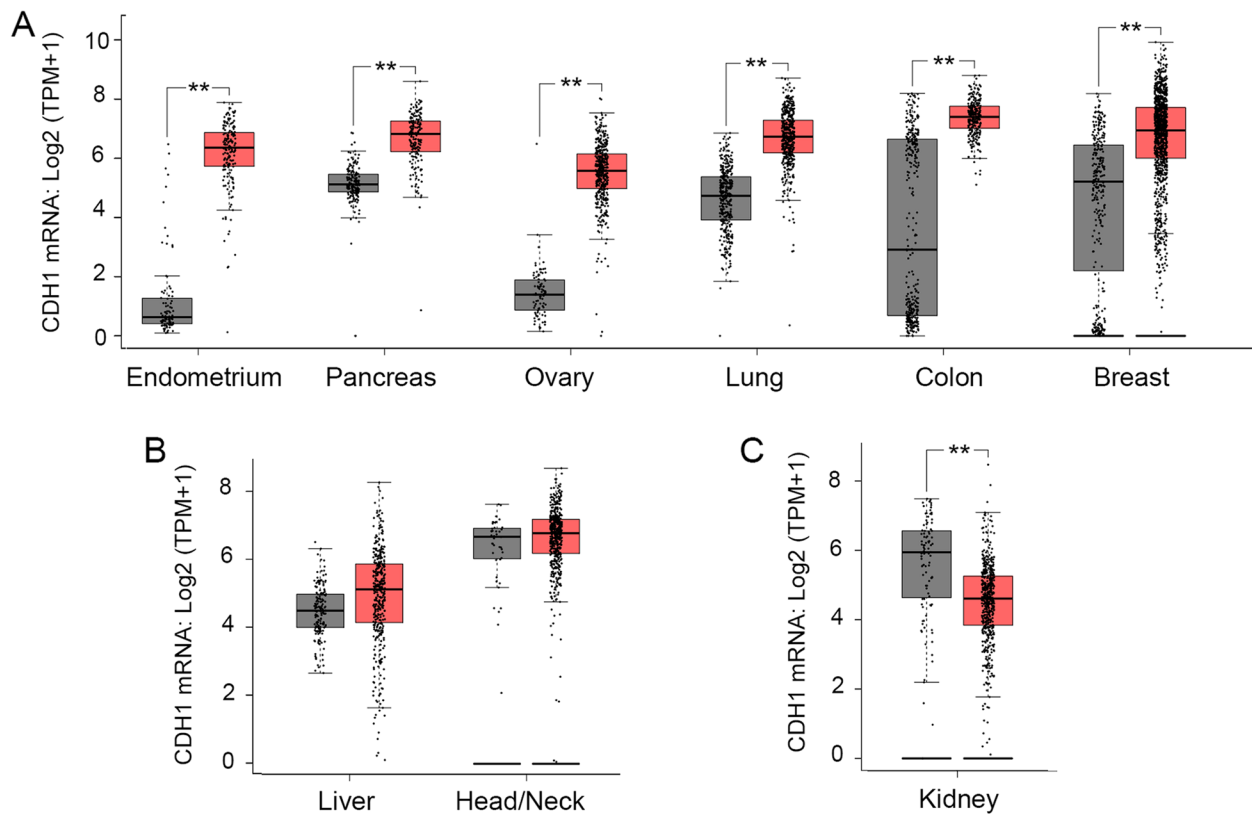 A
CDH1 mRNA: Log2 (TPM+1)
10
8
6
4
2
0
** ** ** ** ** **
Endometrium Pancreas Ovary Lung Colon Breast
B
CDH1 mRNA: Log2 (TPM+1)
8
6
4
2
0
Liver Head/Neck
C
CDH1 mRNA: Log2 (TPM+1)
8
6
4
2
0
**
Kidney